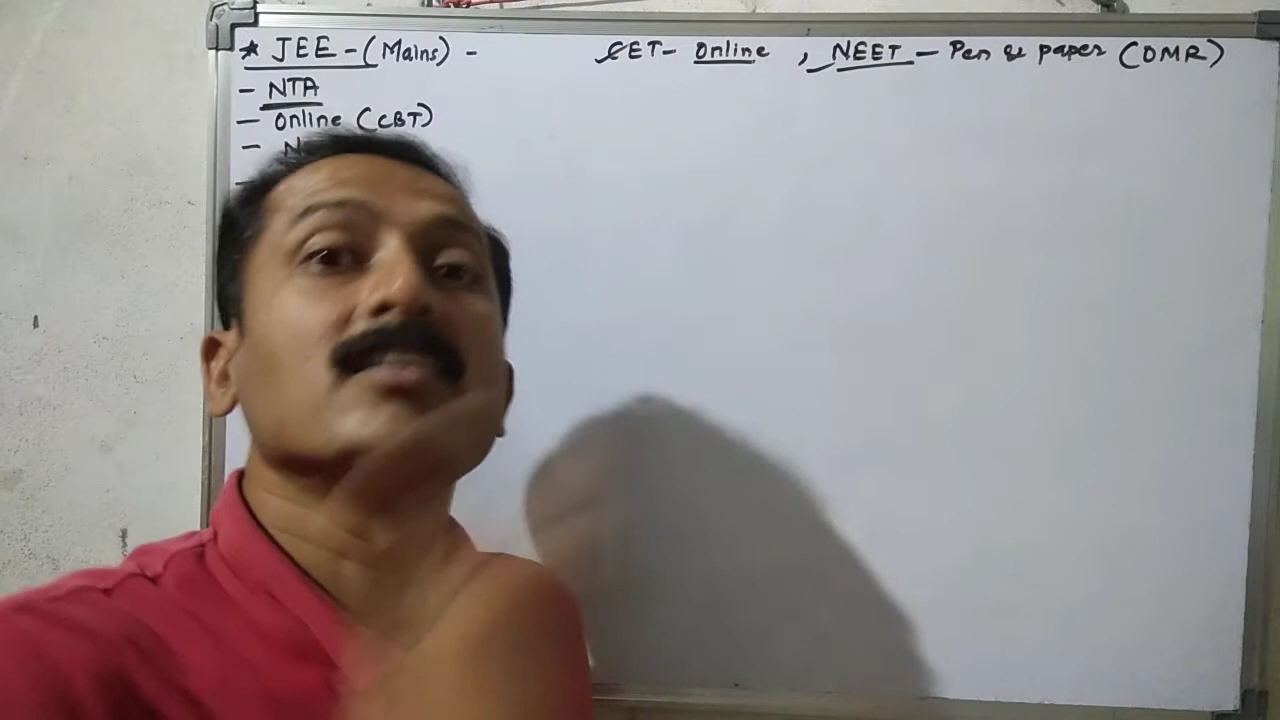 * JEE - (Mains) - CET - Online , NEET - Pen & paper (OMR)
- NTA
- Online (CBT)
-